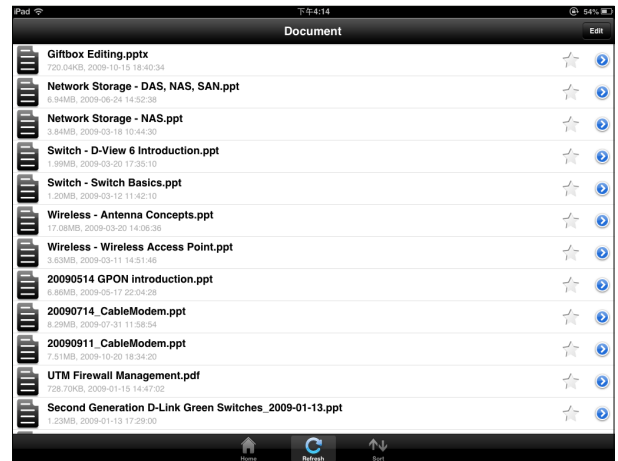 iPad 下午4:14 54%
Document Edit
Giftbox Editing.pptx
720.04KB, 2009-10-15 18:40:34
Network Storage - DAS, NAS, SAN.ppt
6.94MB, 2009-06-24 14:52:38
Network Storage - NAS.ppt
3.84MB, 2009-03-18 10:44:30
Switch - D-View 6 Introduction.ppt
1.99MB, 2009-03-20 17:35:10
Switch - Switch Basics.ppt
1.20MB, 2009-03-12 11:42:10
Wireless - Antenna Concepts.ppt
17.08MB, 2009-03-20 14:06:36
Wireless - Wireless Access Point.ppt
3.63MB, 2009-03-11 14:51:46
20090514 GPON introduction.ppt
6.86MB, 2009-05-17 22:04:28
20090714_CableModem.ppt
8.29MB, 2009-07-31 11:58:54
20090911_CableModem.ppt
7.51MB, 2009-10-20 18:34:20
UTM Firewall Management.pdf
728.70KB, 2009-01-15 14:47:02
Second Generation D-Link Green Switches_2009-01-13.ppt
1.23MB, 2009-01-13 17:29:00
Home Refresh Sort